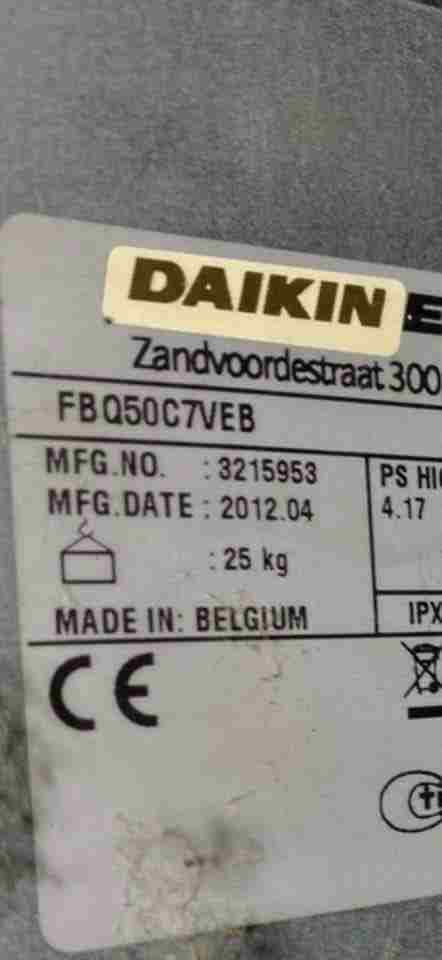 DAIKIN E
Zandvoordestraat 300
FBQ50C7VEB
MFG.NO. : 3215953
MFG.DATE : 2012.04
: 25 kg
MADE IN: BELGIUM
PS HIG
4.17
IPX
CE